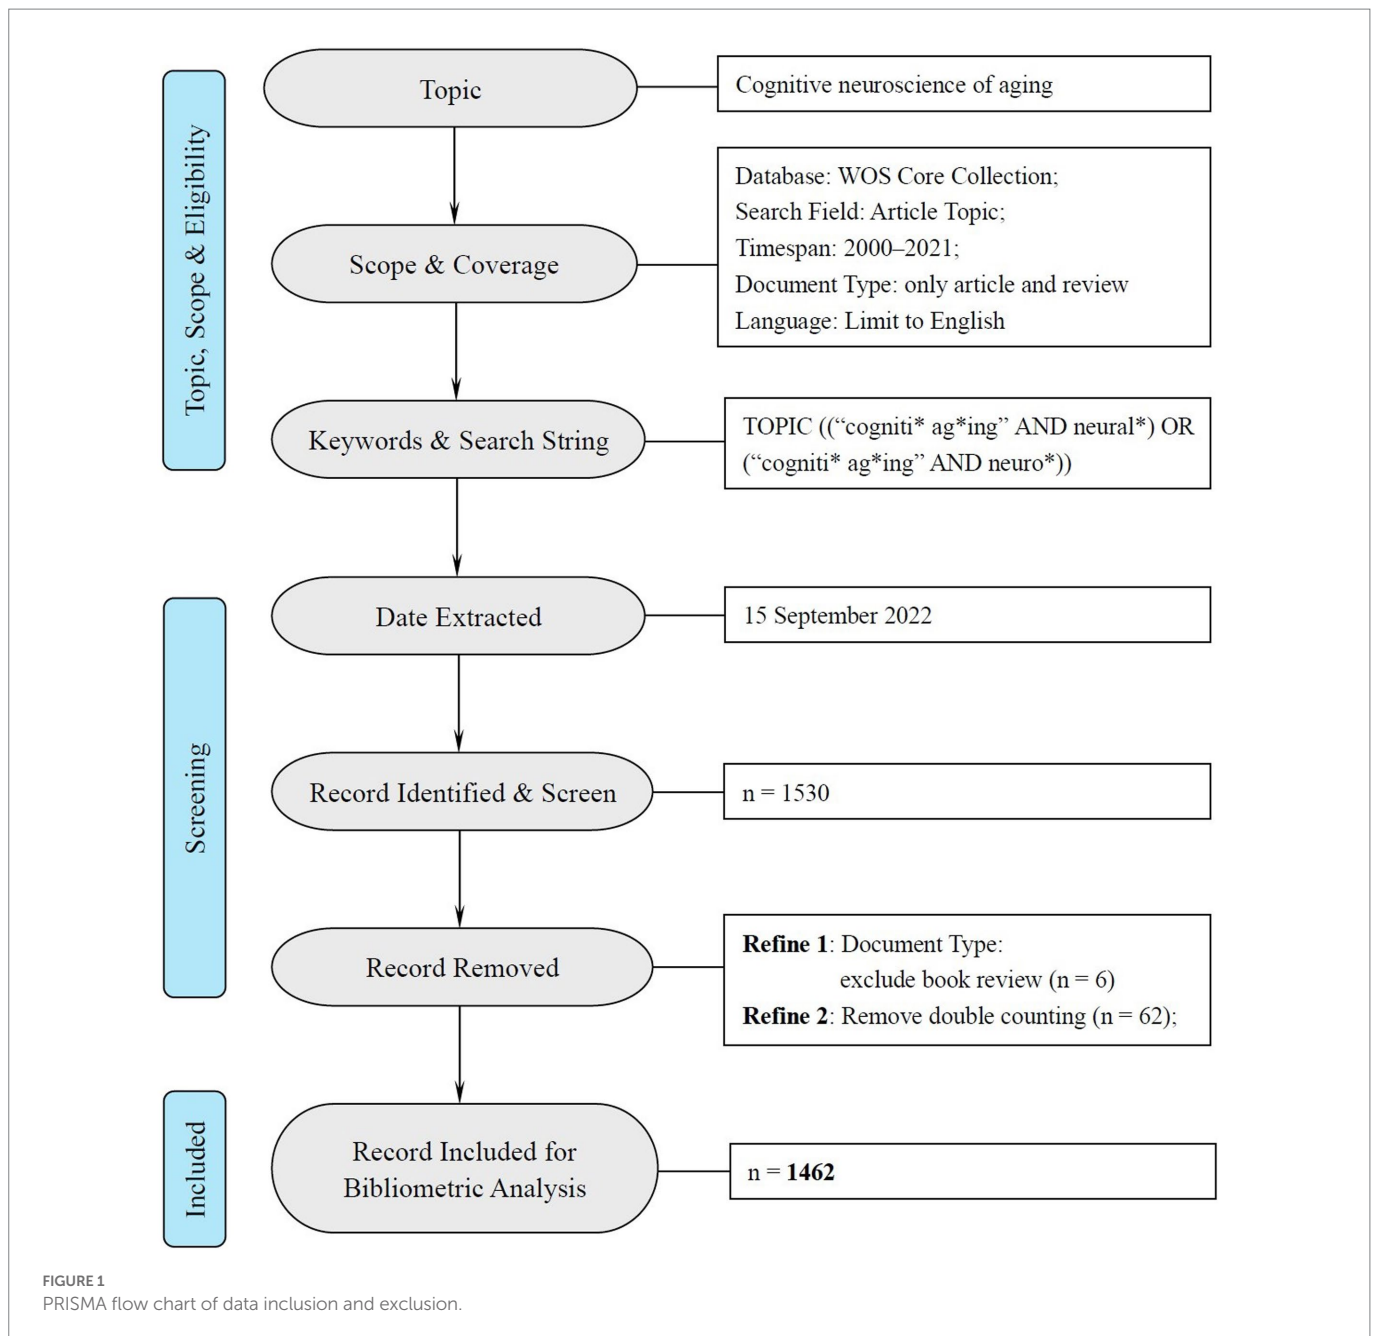 Topic, Scope & Eligibility
Topic
Cognitive neuroscience of aging
Scope & Coverage
Database: WOS Core Collection;
Search Field: Article Topic;
Timespan: 2000–2021;
Document Type: only article and review
Language: Limit to English
Keywords & Search String
TOPIC ((“cogniti* ag*ing” AND neural*) OR
(“cogniti* ag*ing” AND neuro*))
Screening
Date Extracted
15 September 2022
Record Identified & Screen
n = 1530
Record Removed
Refine 1: Document Type:
exclude book review (n = 6)
Refine 2: Remove double counting (n = 62);
Included
Record Included for
Bibliometric Analysis
n = 1462
FIGURE 1
PRISMA flow chart of data inclusion and exclusion.